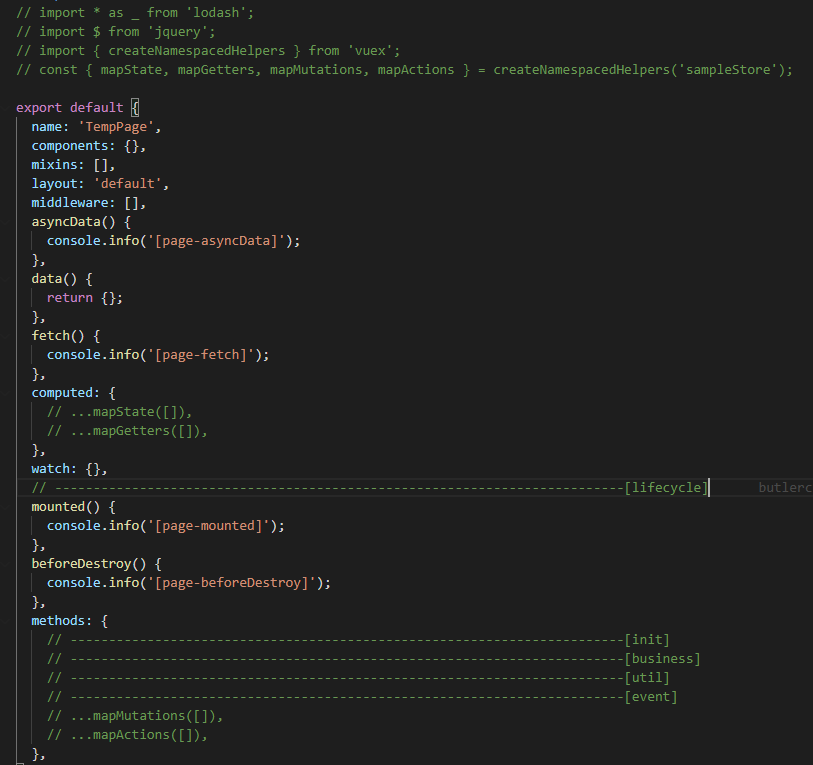 // import * as _ from 'lodash';
// import $ from 'jquery';
// import { createNamespacedHelpers } from 'vuex';
// const { mapState, mapGetters, mapMutations, mapActions } = createNamespacedHelpers('sampleStore');

export default {
  name: 'TempPage',
  components: {},
  mixins: [],
  layout: 'default',
  middleware: [],
  asyncData() {
    console.info('[page-asyncData]');
  },
  data() {
    return {};
  },
  fetch() {
    console.info('[page-fetch]');
  },
  computed: {
    // ...mapState([]),
    // ...mapGetters([]),
  },
  watch: {},
  // --------------------------------------------------------------------------[lifecycle] butlerc
  mounted() {
    console.info('[page-mounted]');
  },
  beforeDestroy() {
    console.info('[page-beforeDestroy]');
  },
  methods: {
    // ------------------------------------------------------------------------[init]
    // ------------------------------------------------------------------------[business]
    // ------------------------------------------------------------------------[util]
    // ------------------------------------------------------------------------[event]
    // ...mapMutations([]),
    // ...mapActions([]),
  },